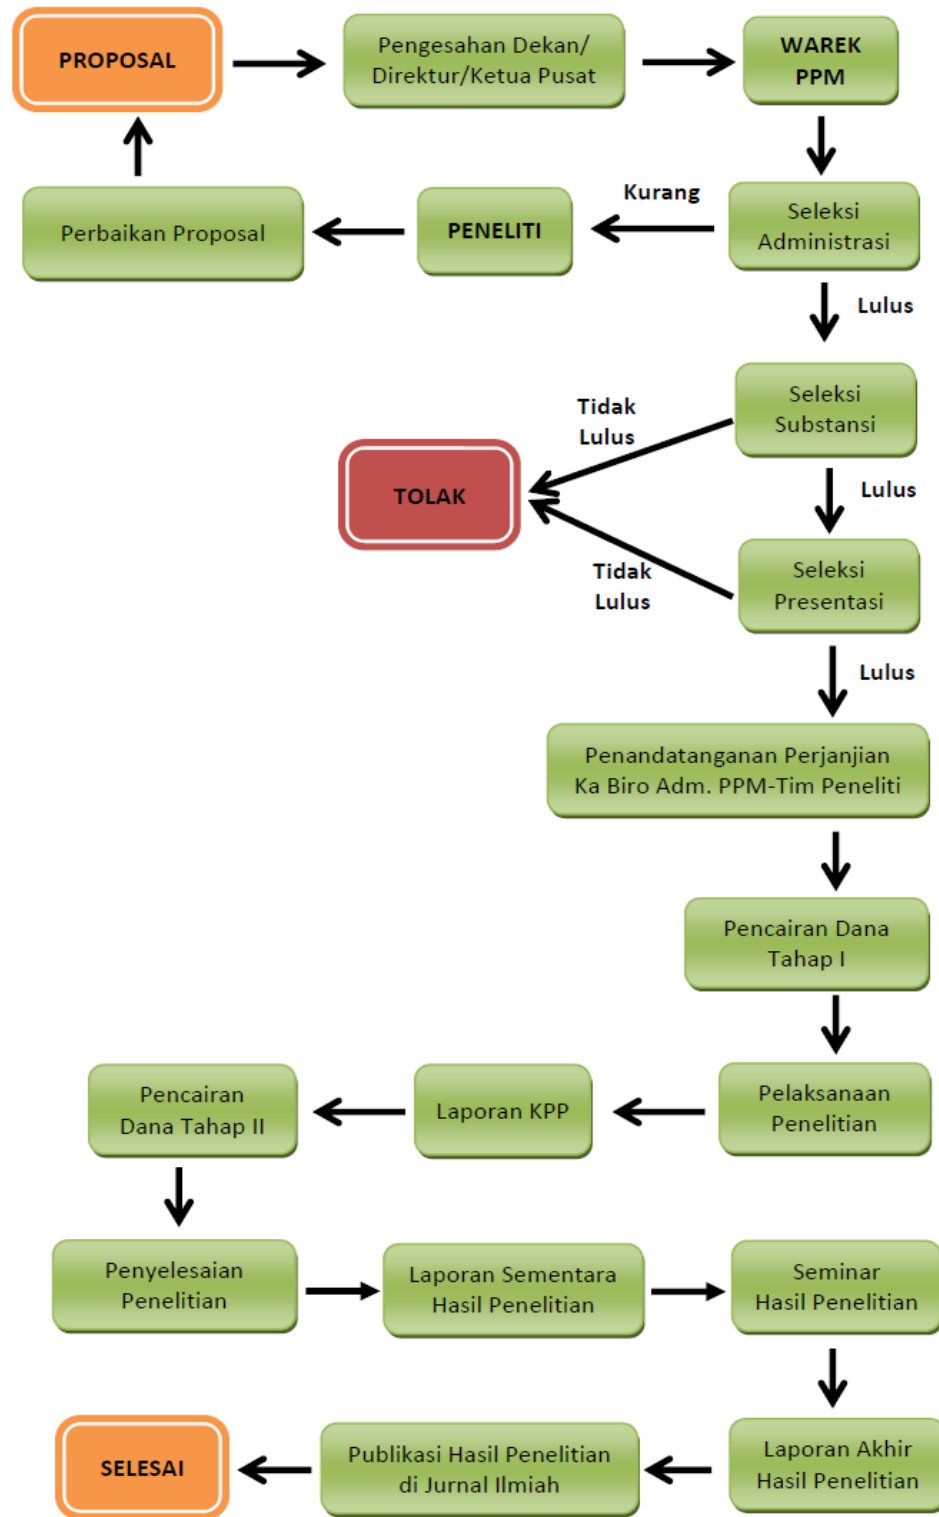 PROPOSAL
Pengesahan Dekan/
Direktur/Ketua Pusat
WAREK
PPM
Perbaikan Proposal
PENELITI
Kurang
Seleksi
Administrasi
Lulus
Seleksi
Substansi
Tidak
Lulus
TOLAK
Lulus
Tidak
Lulus
Seleksi
Presentasi
Lulus
Penandatanganan Perjanjian
Ka Biro Adm. PPM-Tim Peneliti
Pencairan Dana
Tahap I
Pencairan
Dana Tahap II
Laporan KPP
Pelaksanaan
Penelitian
Penyelesaian
Penelitian
Laporan Sementara
Hasil Penelitian
Seminar
Hasil Penelitian
SELESAI
Publikasi Hasil Penelitian
di Jurnal Ilmiah
Laporan Akhir
Hasil Penelitian